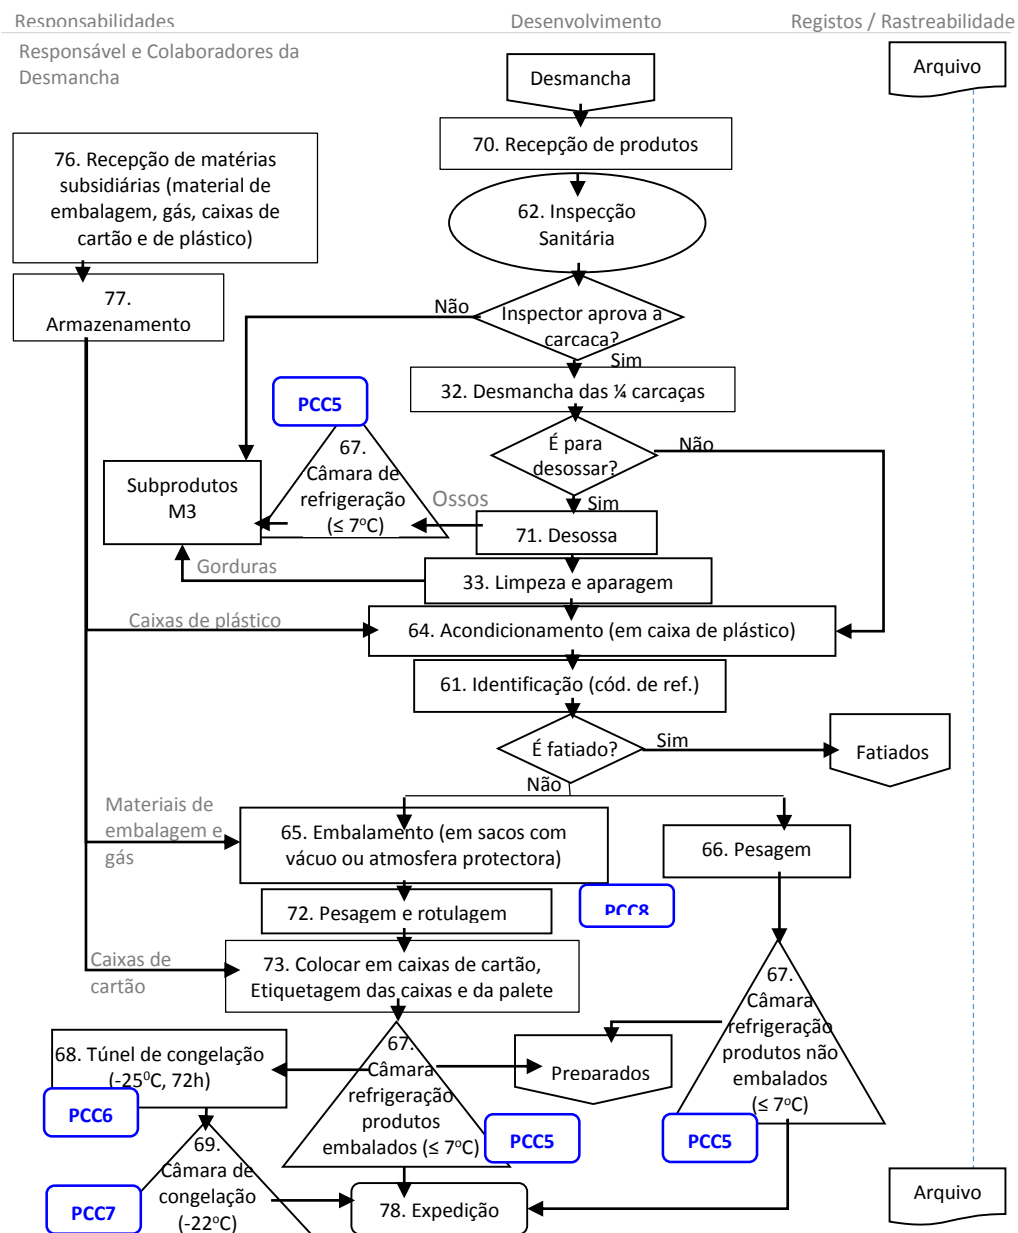 Responsabilidades
Desenvolvimento
Registos / Rastreabilidade
Responsável e Colaboradores da
Desmancha
Desmancha
Arquivo
70. Recepção de produtos
76. Recepção de matérias
subsidiárias (material de
embalagem, gás, caixas de
cartão e de plástico)
62. Inspecção
Sanitária
77.
Armazenamento
Não
Inspector aprova a
carcaca?
Sim
32. Desmancha das ¼ carcaças
PCC5
É para
desossar?
Não
67.
Câmara de
refrigeração
(≤ 7ºC)
Subprodutos
M3
Ossos
Sim
71. Desossa
Gorduras
33. Limpeza e aparagem
Caixas de plástico
64. Acondicionamento (em caixa de plástico)
61. Identificação (cód. de ref.)
É fatiado?
Sim
Fatiados
Não
Materiais de
embalagem e
gás
65. Embalamento (em sacos com
vácuo ou atmosfera protectora)
66. Pesagem
PCC8
72. Pesagem e rotulagem
Caixas de
cartão
73. Colocar em caixas de cartão,
Etiquetagem das caixas e da palete
67.
Câmara
refrigeração
produtos não
embalados
(≤ 7ºC)
PCC5
68. Túnel de congelação
(-25⁰C, 72h)
PCC6
67.
Câmara
refrigeração
produtos
embalados (≤ 7ºC)
PCC5
Preparados
69.
Câmara de
congelação
(-22ºC)
PCC7
78. Expedição
Arquivo